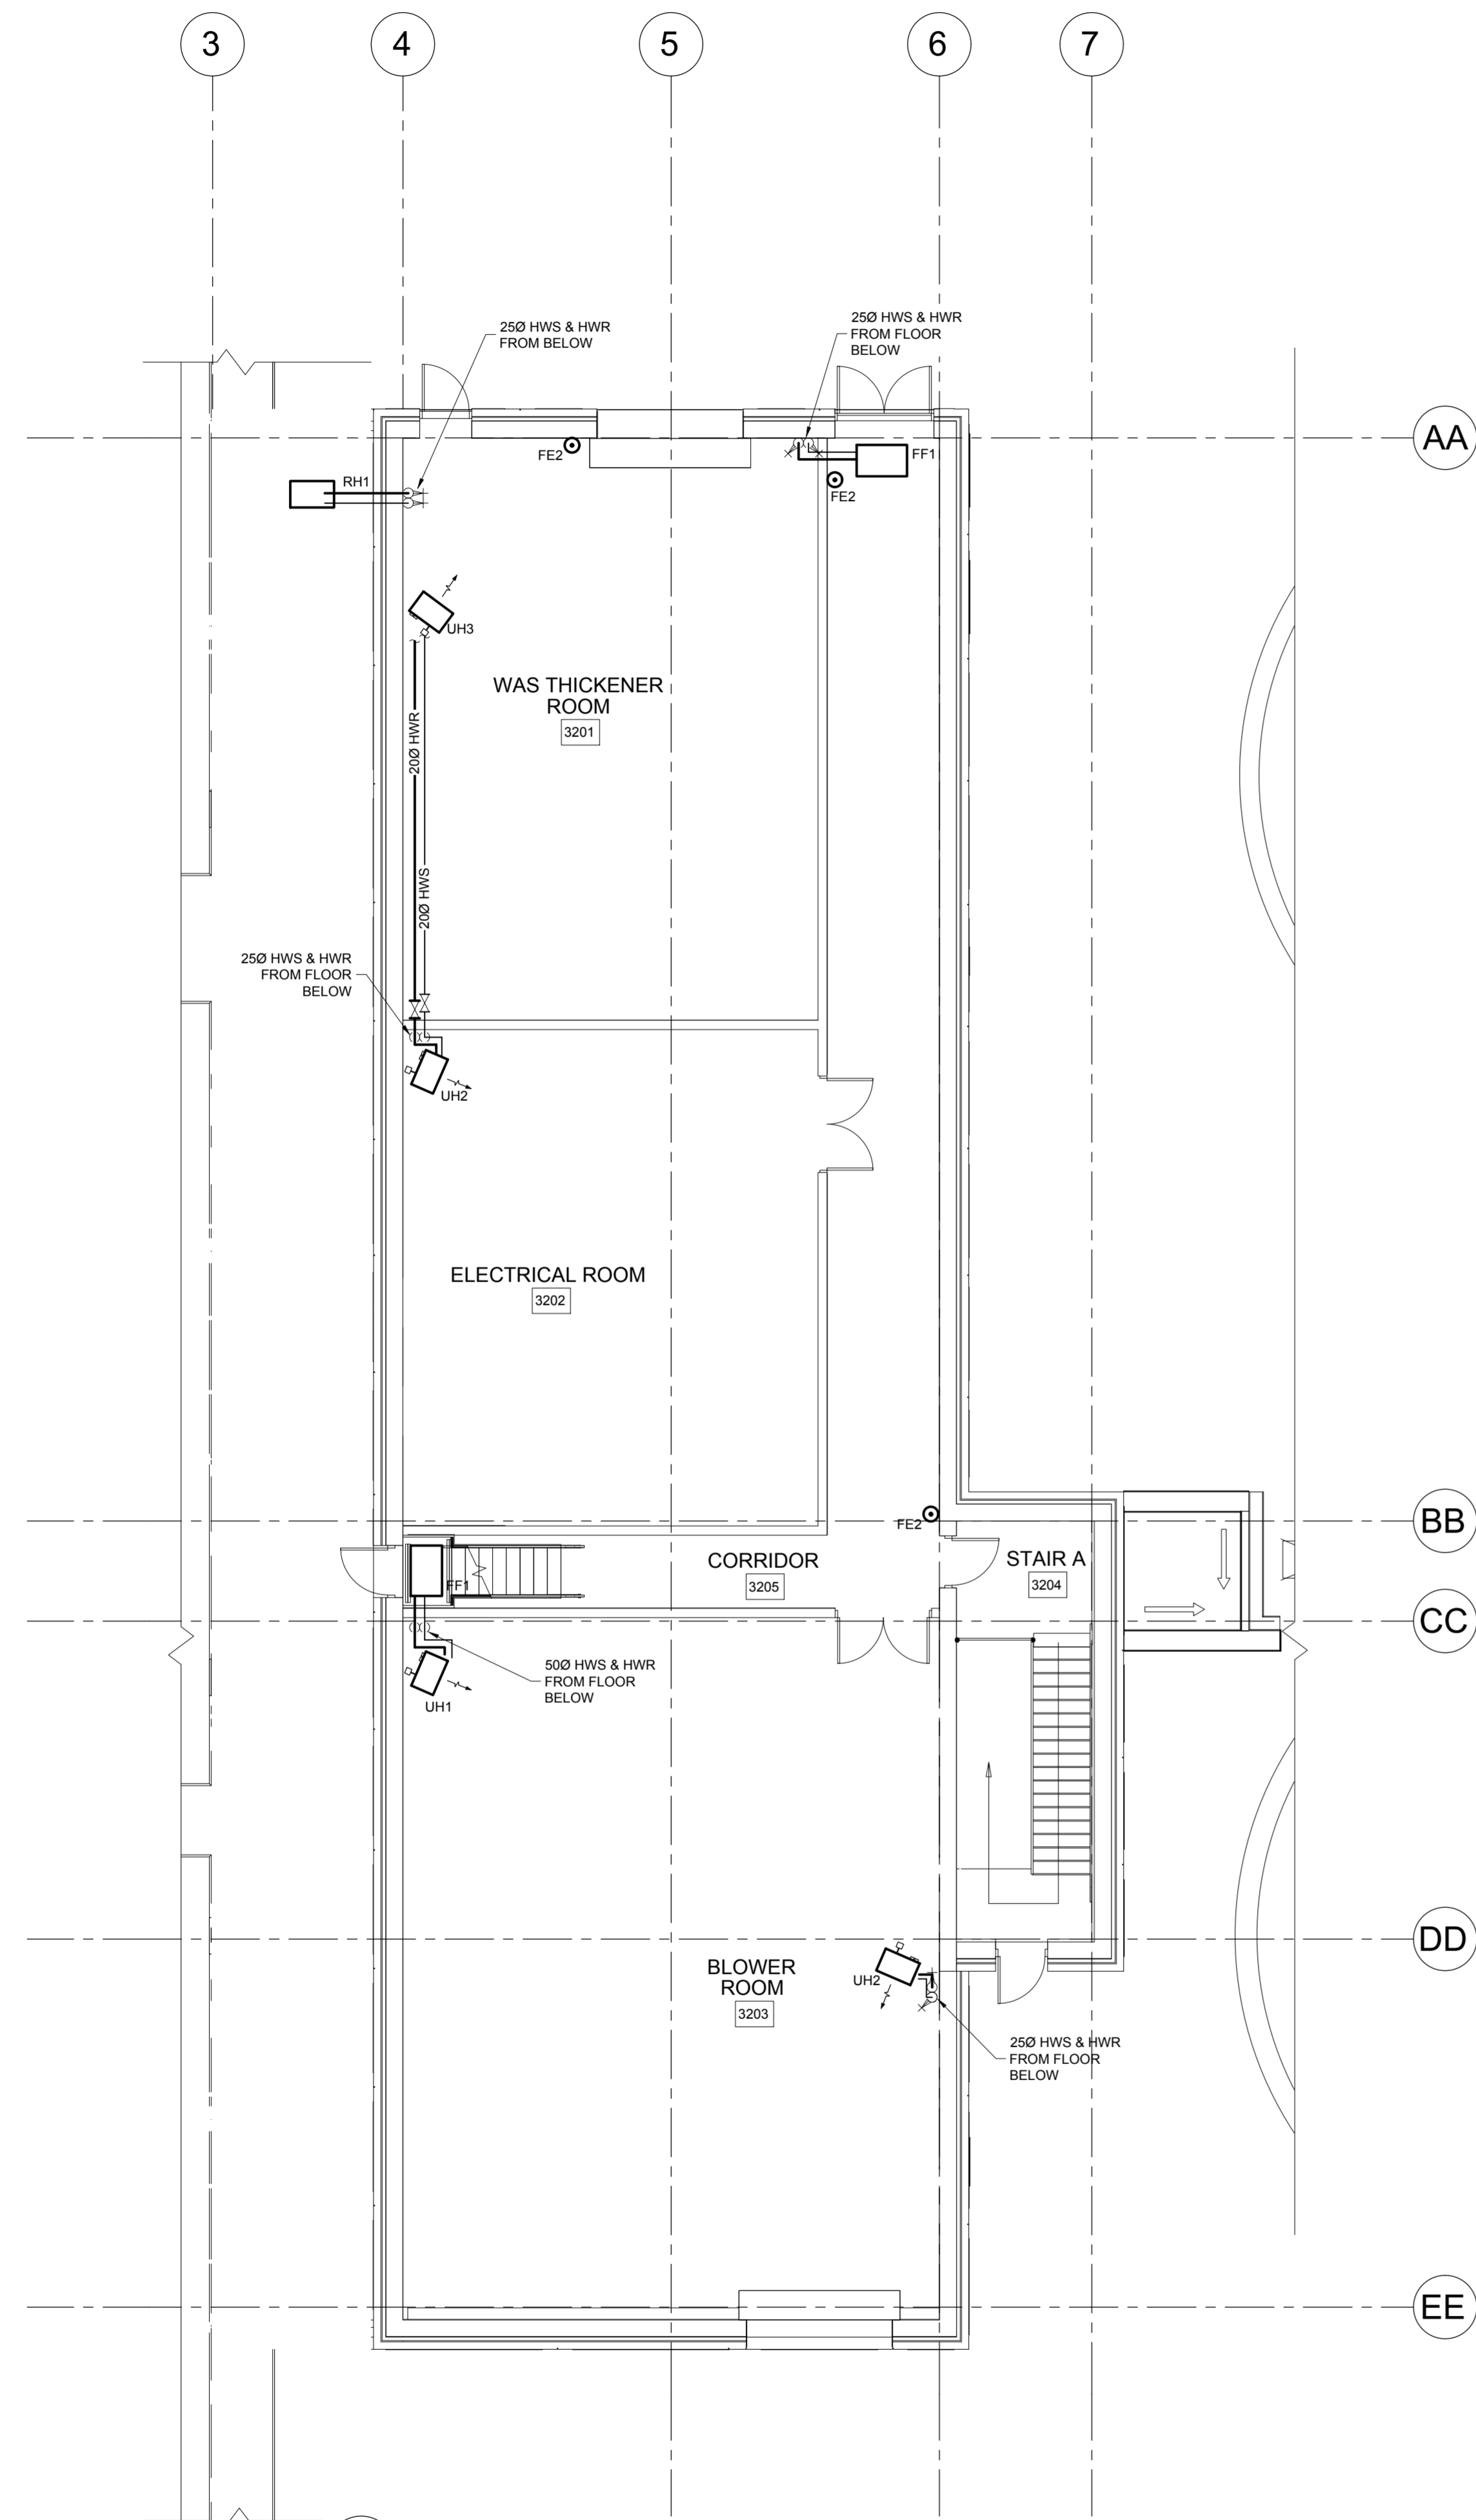 3
4
5
6
7
25Ø HWS & HWR
FROM BELOW
25Ø HWS & HWR
FROM FLOOR
BELOW
AA
FE2
FF1
RH1
FE2
UH3
WAS THICKENER
ROOM
3201
20Ø HWR
20Ø HWS
25Ø HWS & HWR
FROM FLOOR
BELOW
UH2
ELECTRICAL ROOM
3202
FE2
BB
CORRIDOR
3205
STAIR A
3204
FF1
CC
50Ø HWS & HWR
FROM FLOOR
BELOW
UH1
DD
BLOWER
ROOM
3203
UH2
25Ø HWS & HWR
FROM FLOOR
BELOW
EE